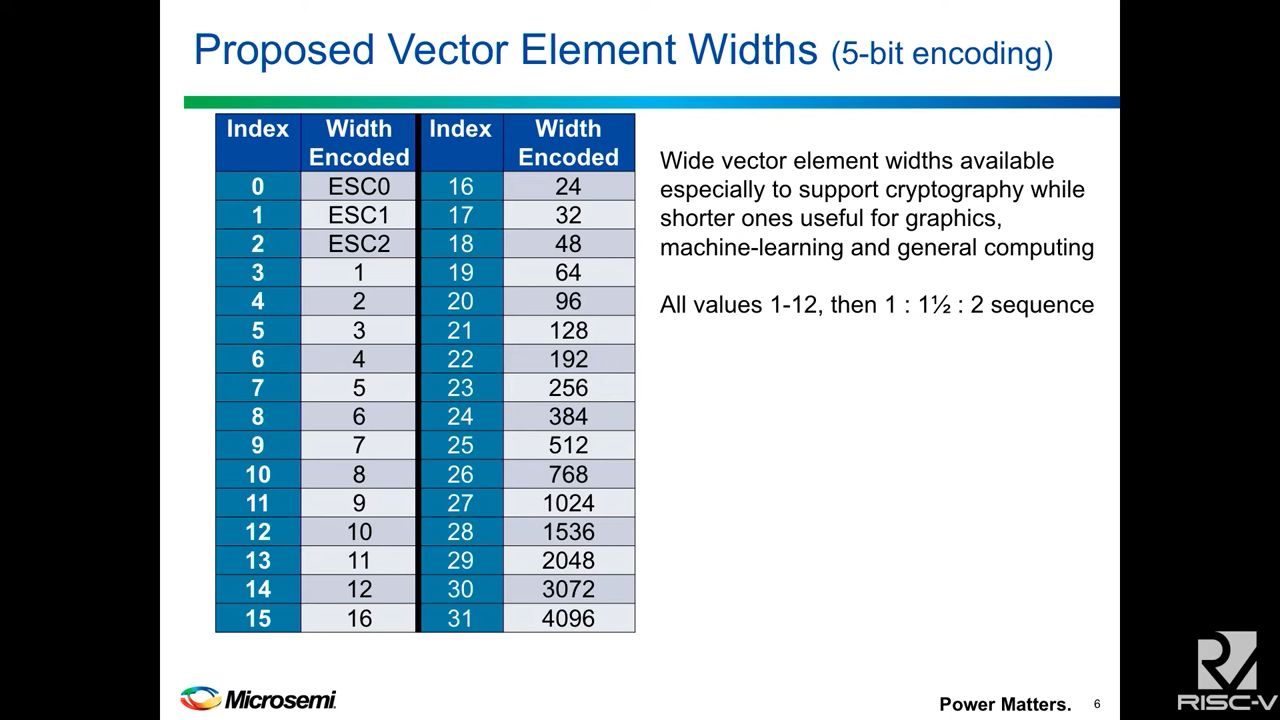 Proposed Vector Element Widths (5-bit encoding)
Index Width Encoded Index Width Encoded
0 ESC0 16 24
1 ESC1 17 32
2 ESC2 18 48
3 1 19 64
4 2 20 96
5 3 21 128
6 4 22 192
7 5 23 256
8 6 24 384
9 7 25 512
10 8 26 768
11 9 27 1024
12 10 28 1536
13 11 29 2048
14 12 30 3072
15 16 31 4096
Wide vector element widths available
especially to support cryptography while
shorter ones useful for graphics,
machine-learning and general computing
All values 1-12, then 1 : 1½ : 2 sequence
Microsemi.
Power Matters. 6
RISC-V